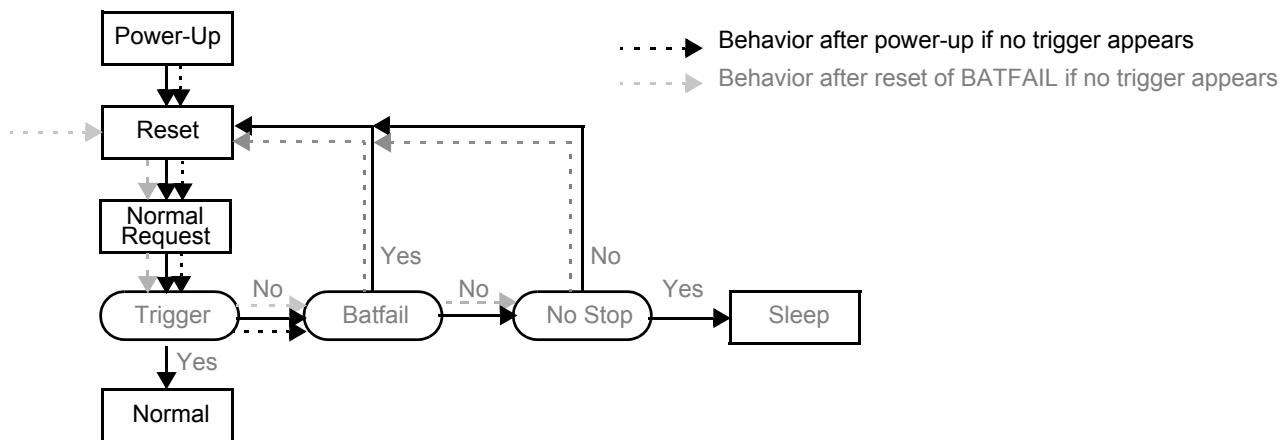 Power-Up
Behavior after power-up if no trigger appears
Behavior after reset of BATFAIL if no trigger appears
Reset
Normal
Request
Yes
No
No
No
Yes
Trigger
Batfail
No Stop
Sleep
Yes
Normal